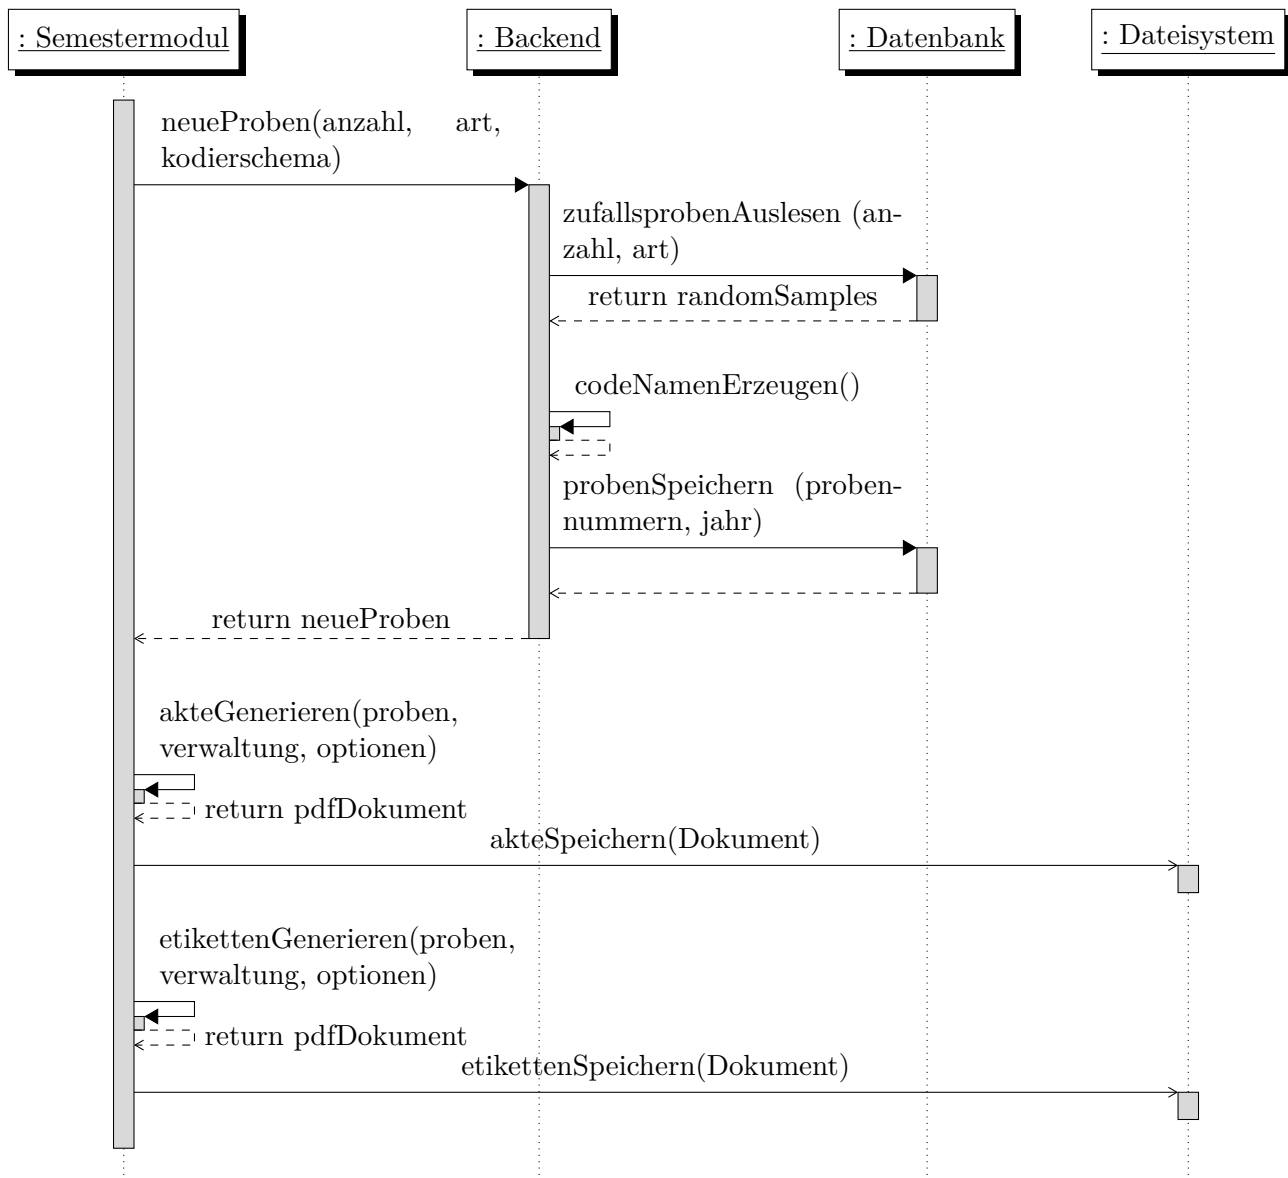 : Semestermodul
: Backend
: Datenbank
: Dateisystem
neueProben(anzahl, art,
kodierschema)
zufallsprobenAuslesen (an-
zahl, art)
return randomSamples
codeNamenErzeugen()
probenSpeichern (proben-
nummern, jahr)
return neueProben
akteGenerieren(proben,
verwaltung, optionen)
return pdfDokument
akteSpeichern(Dokument)
etikettenGenerieren(proben,
verwaltung, optionen)
return pdfDokument
etikettenSpeichern(Dokument)